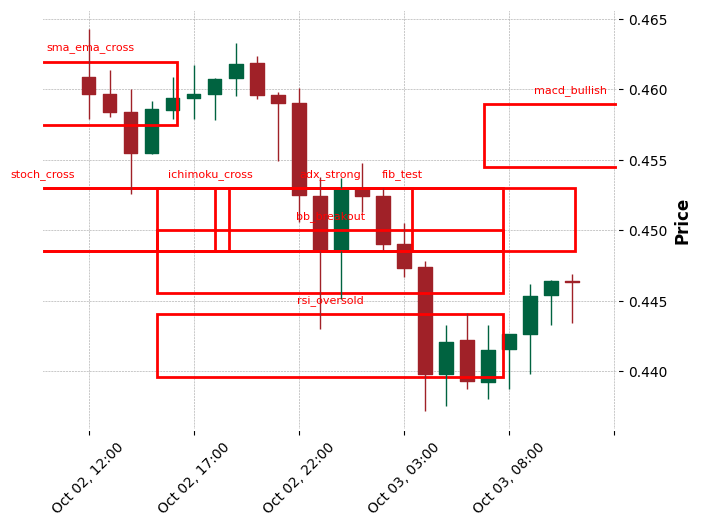 0.465
sma_ema_cross
0.460
macd_bullish
0.455
stoch_cross
ichimoku_cross
adx_strong
fib_test
bb_breakout
0.450
Price
0.445
rsi_oversold
0.440
Oct 02, 12:00
Oct 02, 17:00
Oct 02, 22:00
Oct 03, 03:00
Oct 03, 08:00